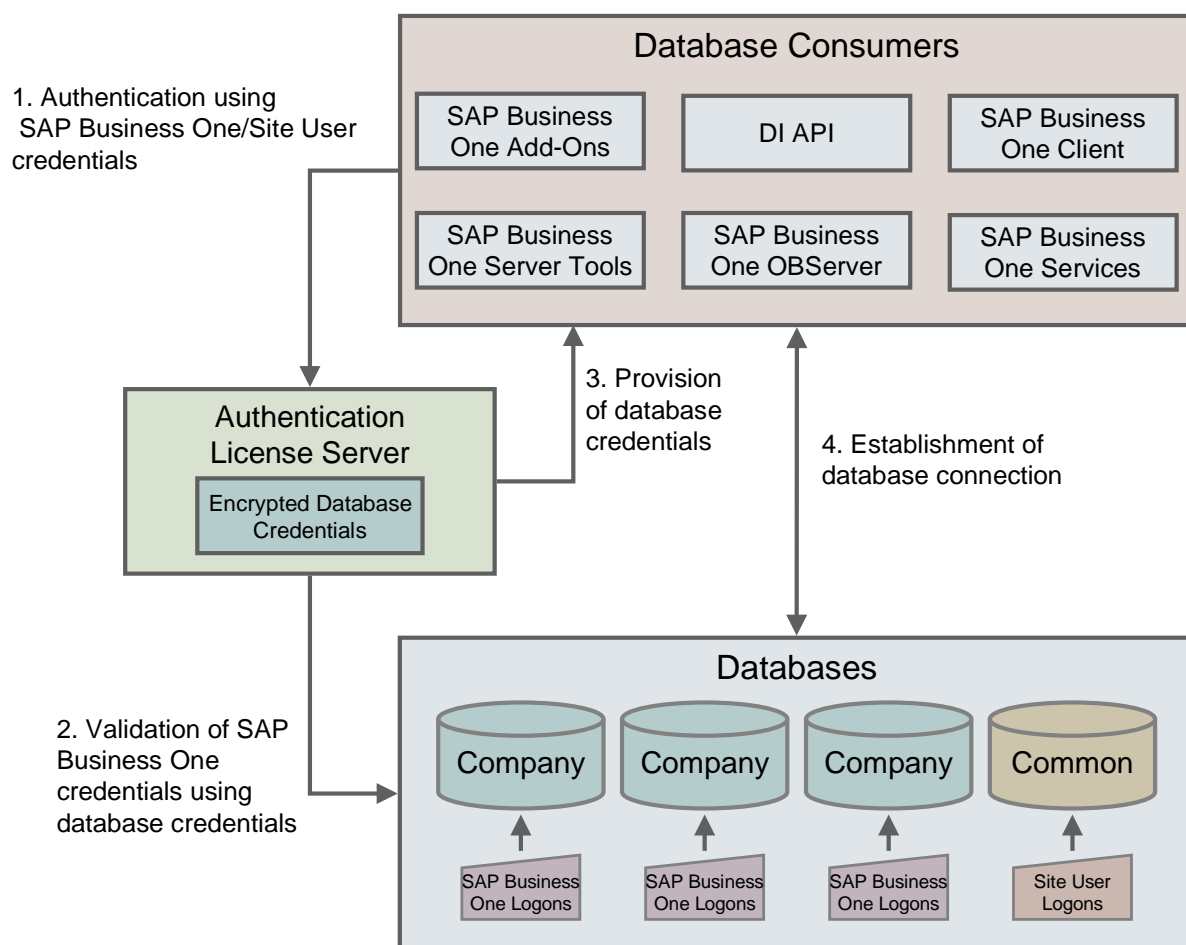 Database Consumers
1. Authentication using
SAP Business One/Site User
credentials
SAP Business
One Add-Ons
DI API
SAP Business
One Client
SAP Business
One Server Tools
SAP Business
One OBServer
SAP Business
One Services
Authentication
License Server
Encrypted Database
Credentials
3. Provision
of database
credentials
4. Establishment of
database connection
2. Validation of SAP
Business One
credentials using
database credentials
Databases
Company
Company
Company
Common
SAP Business
One Logons
SAP Business
One Logons
SAP Business
One Logons
Site User
Logons